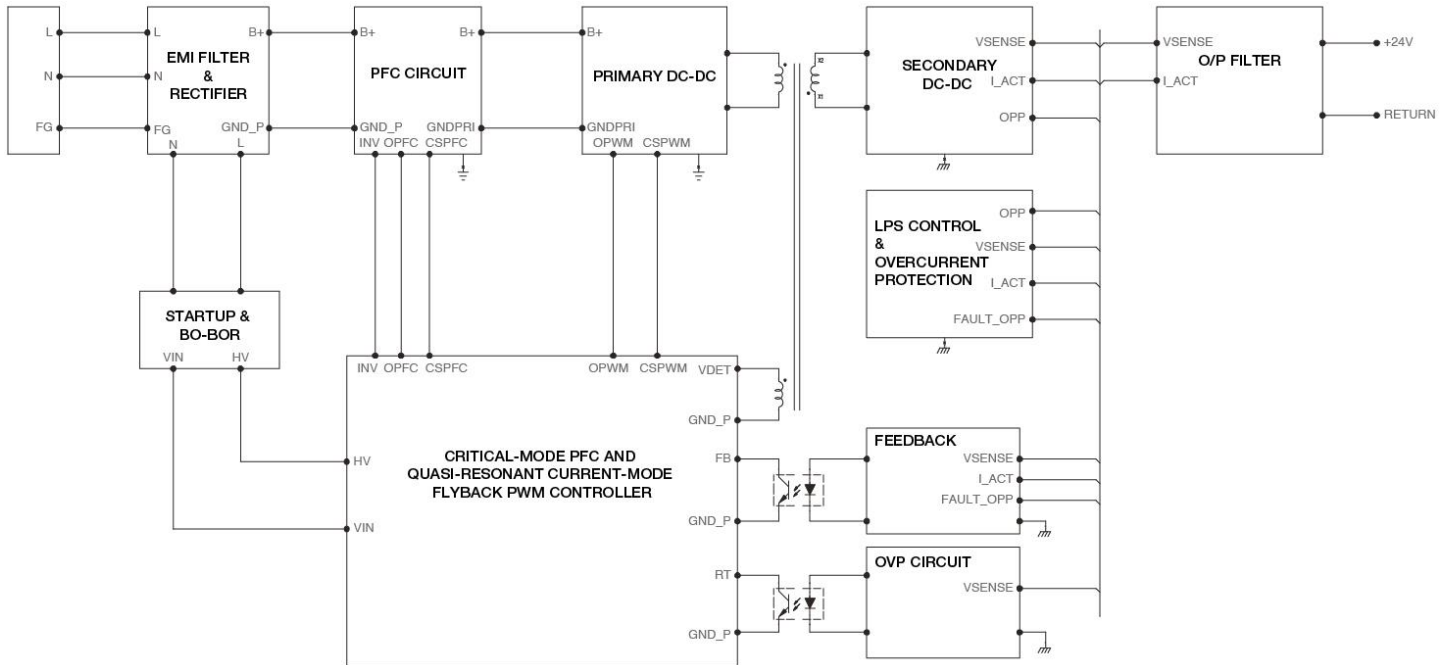 L
N
FG
L
N
FG
N
L
B+
GND_P
EMI FILTER
&
RECTIFIER
B+
GND_P
B+
GNDPRI
INV OPFC CSPFC
PFC CIRCUIT
B+
GNDPRI
OPWM CSPWM
PRIMARY DC-DC
SECONDARY
DC-DC
VSENSE
I_ACT
OPP
VSENSE
I_ACT
O/P FILTER
+24V
RETURN
LPS CONTROL
&
OVERCURRENT
PROTECTION
OPP
VSENSE
I_ACT
FAULT_OPP
STARTUP &
BO-BOR
VIN HV
INV OPFC CSPFC
OPWM CSPWM
VDET
GND_P
HV
VIN
CRITICAL-MODE PFC AND
QUASI-RESONANT CURRENT-MODE
FLYBACK PWM CONTROLLER
FB
GND_P
RT
GND_P
FEEDBACK
VSENSE
I_ACT
FAULT_OPP
OVP CIRCUIT
VSENSE